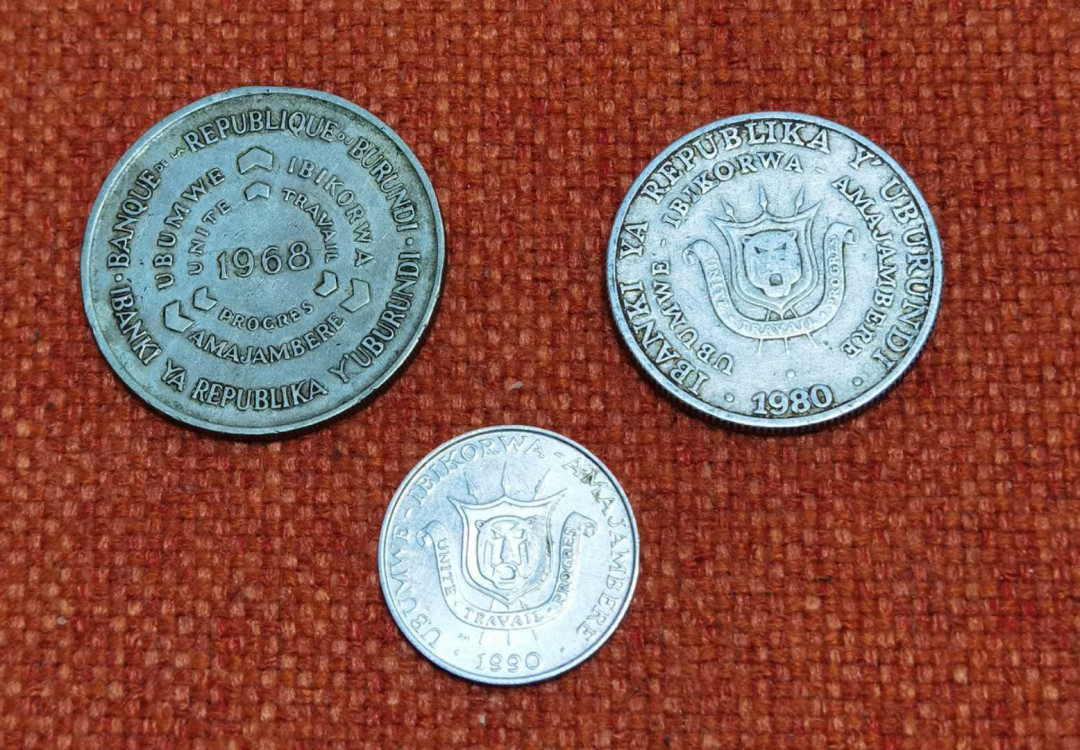 BANQUE DE LA REPUBLIQUE DU BURUNDI ·
IBANKI YA REPUBLIKA Y'UBURUNDI ·
UBUMWE IBIKORWA AMAJAMBERE
UNITE TRAVAIL PROGRES
1968
IBANKI YA REPUBLIKA Y'UBURUNDI
UBUMWE - IBIKORWA - AMAJAMBERE
UNITE TRAVAIL PROGRES
· 1980 ·
UBUMWE - IBIKORWA - AMAJAMBERE
UNITE - TRAVAIL - PROGRES
· 1990 ·